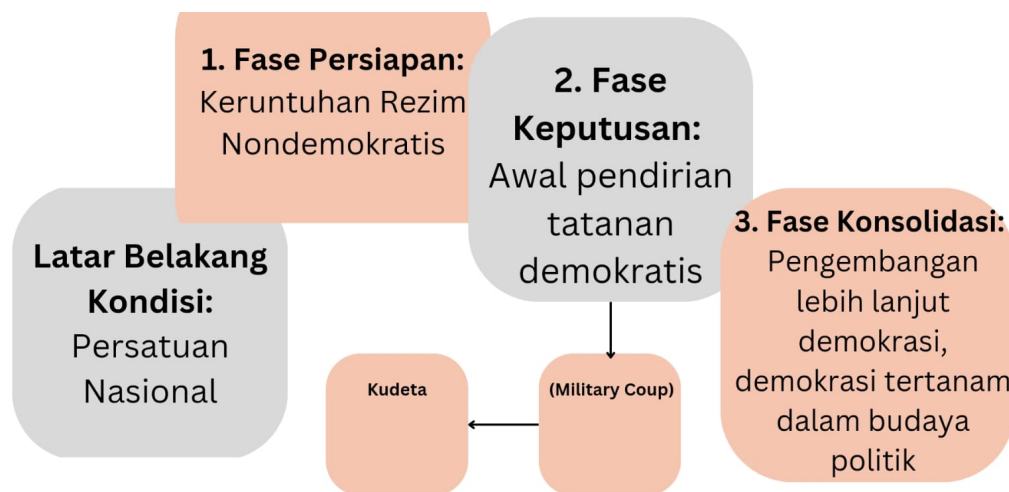 Latar Belakang
Kondisi:
Persatuan
Nasional
1. Fase Persiapan:
Keruntuhan Rezim
Nondemokratis
2. Fase
Keputusan:
Awal pendirian
tatanan
demokratis
3. Fase Konsolidasi:
Pengembangan
lebih lanjut
demokrasi,
demokrasi tertanam
dalam budaya
politik
(Military Coup)
Kudeta